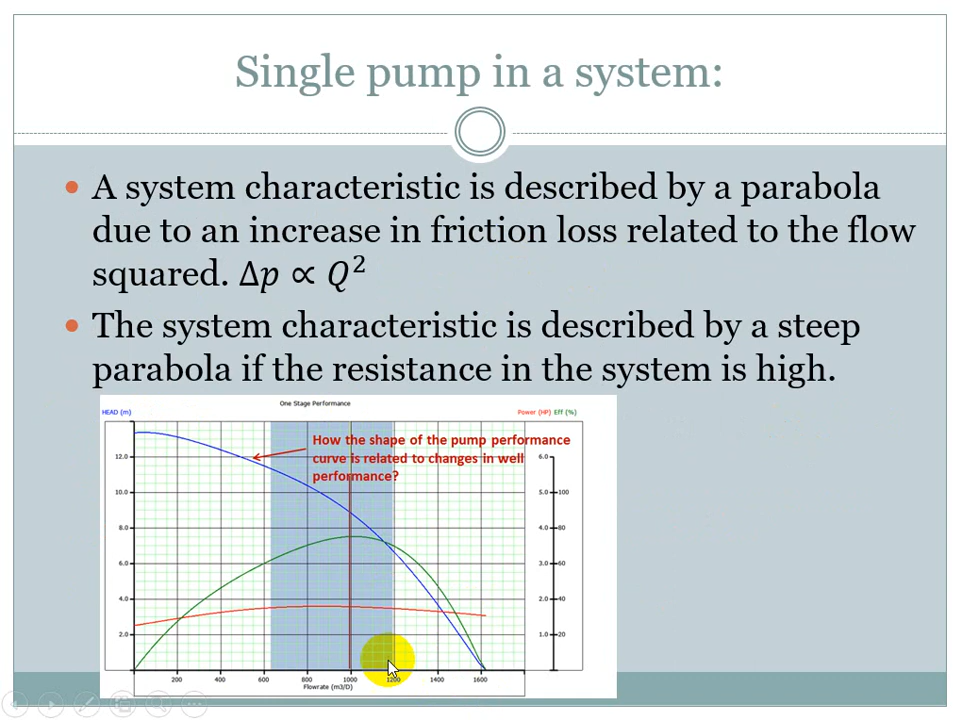 Single pump in a system:
• A system characteristic is described by a parabola
due to an increase in friction loss related to the flow
squared. Δp ∝ Q²
• The system characteristic is described by a steep
parabola if the resistance in the system is high.
One Stage Performance
HEAD (m)
Power (HP) Eff (%)
How the shape of the pump performance
curve is related to changes in well
performance?
12.0
10.0
8.0
6.0
4.0
2.0
6.0
5.0 100
4.0 80
3.0 60
2.0 40
1.0 20
200 400 600 800 1000 1200 1400 1600
Flowrate (m3/D)